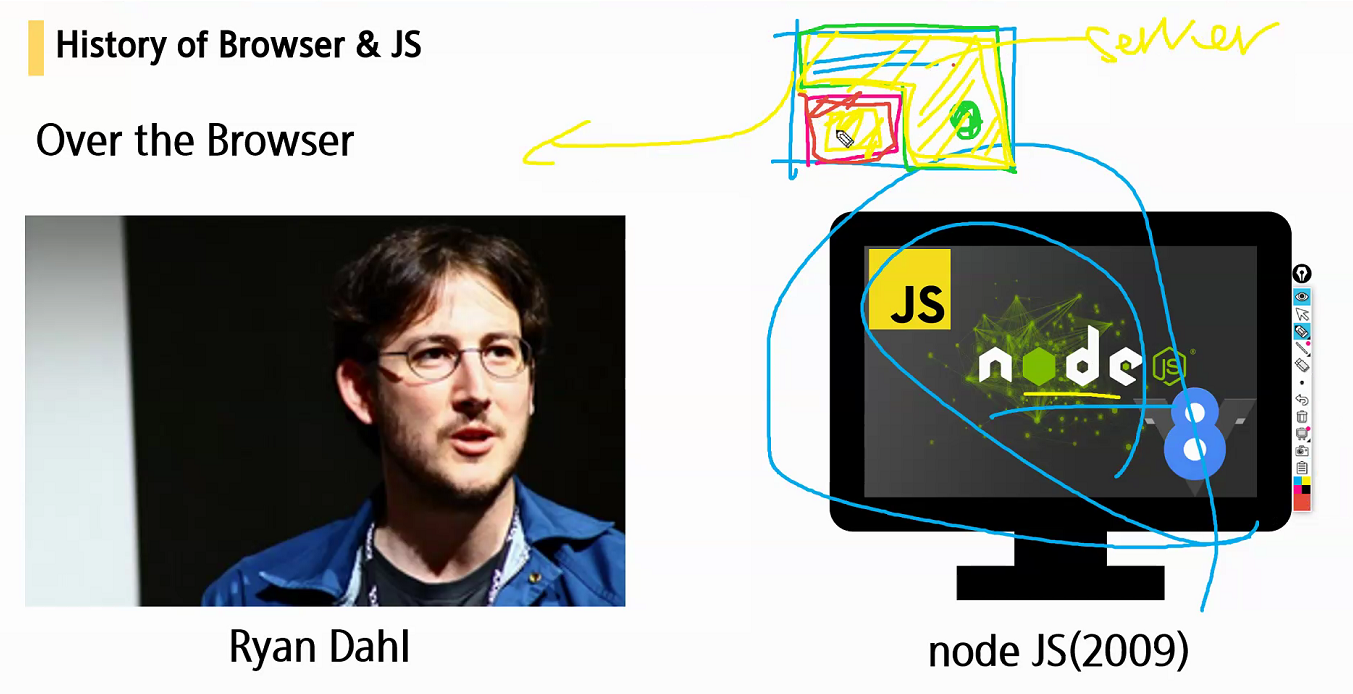 History of Browser & JS
server
Over the Browser
JS
node
JS
8
Ryan Dahl
node JS(2009)